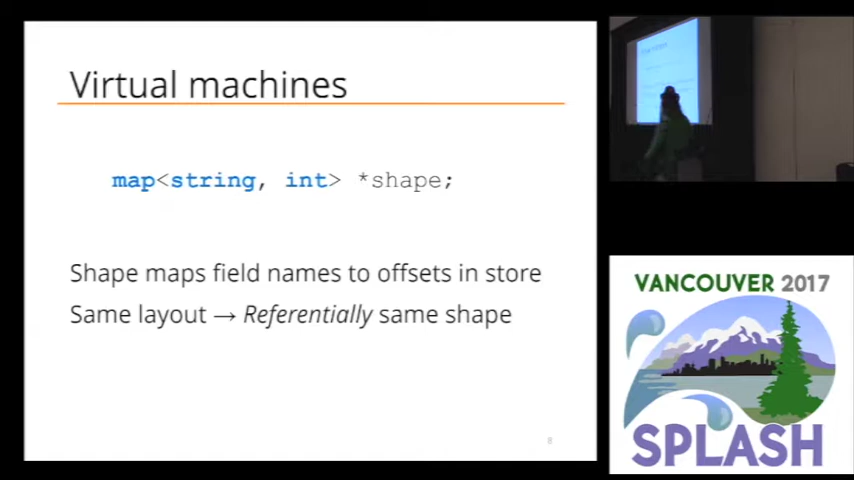 Virtual machines
map<string, int> *shape;
Shape maps field names to offsets in store
Same layout → Referentially same shape
8
VANCOUVER 2017
SPLASH